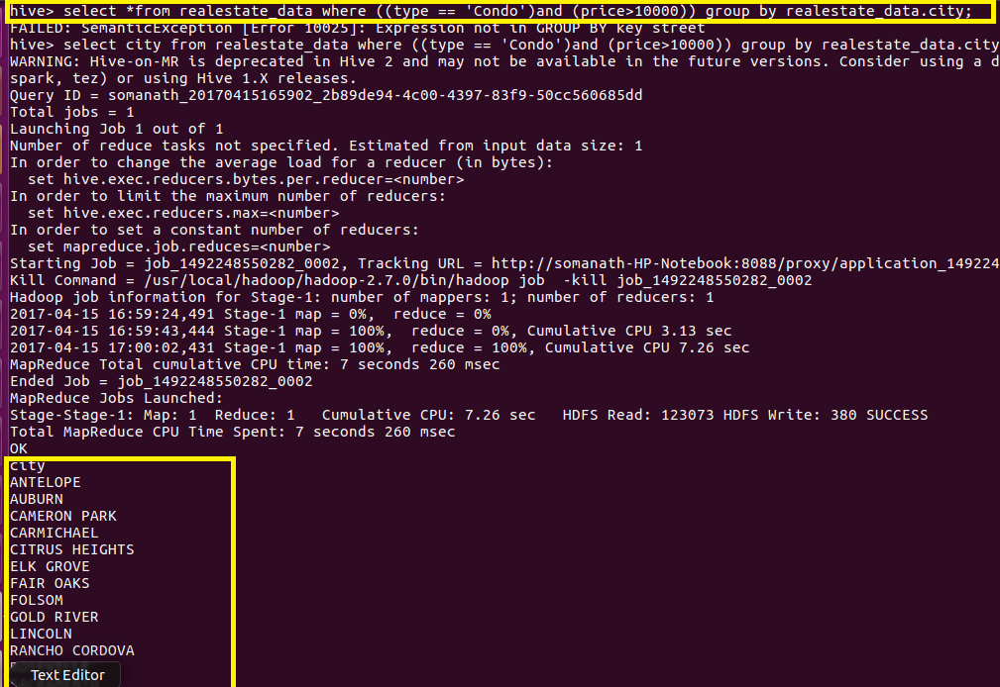 hive> select *from realestate_data where ((type == 'Condo')and (price>10000)) group by realestate_data.city;
FAILED: SemanticException [Error 10025]: Expression not in GROUP BY key street
hive> select city from realestate_data where ((type == 'Condo')and (price>10000)) group by realestate_data.city
WARNING: Hive-on-MR is deprecated in Hive 2 and may not be available in the future versions. Consider using a d
spark, tez) or using Hive 1.X releases.
Query ID = somanath_20170415165902_2b89de94-4c00-4397-83f9-50cc560685dd
Total jobs = 1
Launching Job 1 out of 1
Number of reduce tasks not specified. Estimated from input data size: 1
In order to change the average load for a reducer (in bytes):
  set hive.exec.reducers.bytes.per.reducer=<number>
In order to limit the maximum number of reducers:
  set hive.exec.reducers.max=<number>
In order to set a constant number of reducers:
  set mapreduce.job.reduces=<number>
Starting Job = job_1492248550282_0002, Tracking URL = http://somanath-HP-Notebook:8088/proxy/application_149224
Kill Command = /usr/local/hadoop/hadoop-2.7.0/bin/hadoop job  -kill job_1492248550282_0002
Hadoop job information for Stage-1: number of mappers: 1; number of reducers: 1
2017-04-15 16:59:24,491 Stage-1 map = 0%,  reduce = 0%
2017-04-15 16:59:43,444 Stage-1 map = 100%,  reduce = 0%, Cumulative CPU 3.13 sec
2017-04-15 17:00:02,431 Stage-1 map = 100%,  reduce = 100%, Cumulative CPU 7.26 sec
MapReduce Total cumulative CPU time: 7 seconds 260 msec
Ended Job = job_1492248550282_0002
MapReduce Jobs Launched:
Stage-Stage-1: Map: 1  Reduce: 1   Cumulative CPU: 7.26 sec   HDFS Read: 123073 HDFS Write: 380 SUCCESS
Total MapReduce CPU Time Spent: 7 seconds 260 msec
OK
city
ANTELOPE
AUBURN
CAMERON PARK
CARMICHAEL
CITRUS HEIGHTS
ELK GROVE
FAIR OAKS
FOLSOM
GOLD RIVER
LINCOLN
RANCHO CORDOVA
Text Editor